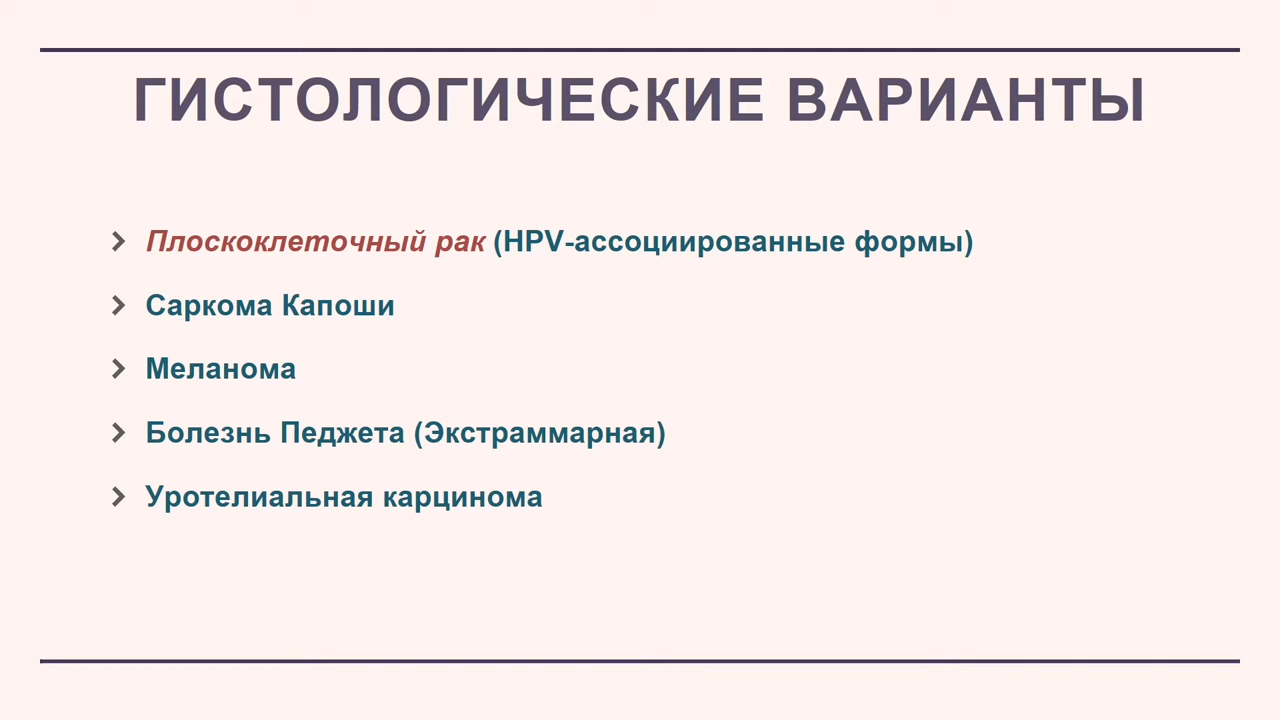 ГИСТОЛОГИЧЕСКИЕ ВАРИАНТЫ
Плоскоклеточный рак (HPV-ассоциированные формы)
Саркома Капоши
Меланома
Болезнь Педжета (Экстраммарная)
Уротелиальная карцинома